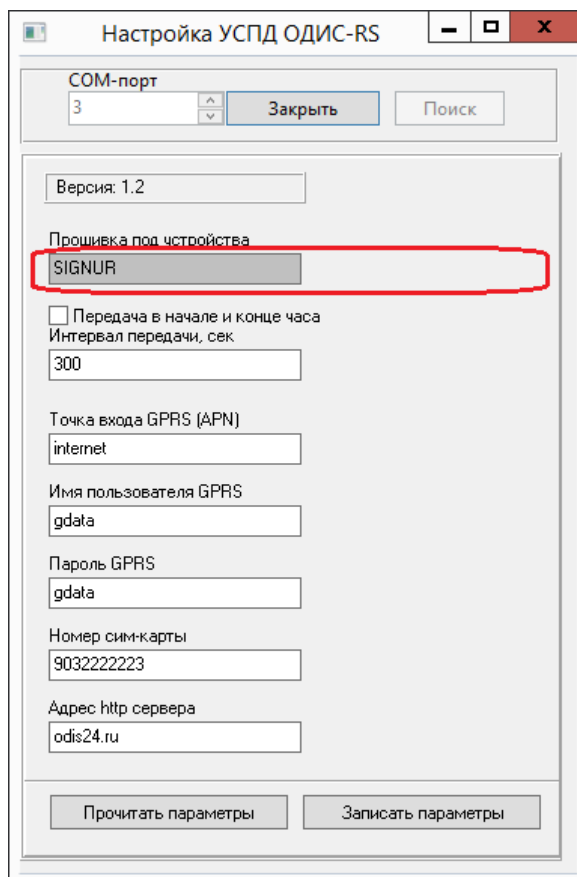 Настройка УСПД ОДИС-RS
COM-порт
3
Закрыть
Поиск
Версия: 1.2
Прошивка под устройства
SIGNUR
Передача в начале и конце часа
Интервал передачи, сек
300
Точка входа GPRS (APN)
internet
Имя пользователя GPRS
gdata
Пароль GPRS
gdata
Номер сим-карты
9032222223
Адрес http сервера
odis24.ru
Прочитать параметры
Записать параметры